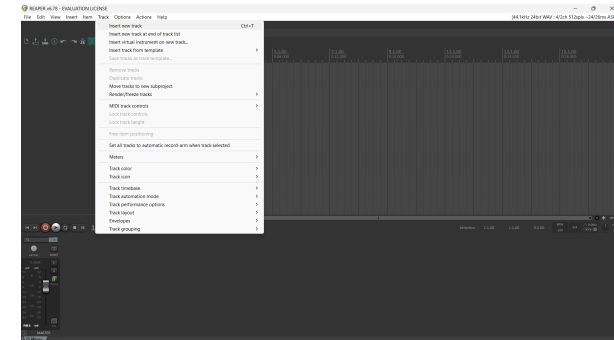 REAPER v6.78 - EVALUATION LICENSE
File Edit View Insert Item Track Options Actions Help
[44.1kHz 24bit WAV : 4/2ch 512spls ~24/26ms ASI
Insert new track Ctrl+T
Insert new track at end of track list
Insert virtual instrument on new track...
Insert track from template
Save tracks as track template...
Remove tracks
Duplicate tracks
Move tracks to new subproject
Render/freeze tracks
MIDI track controls
Lock track controls
Lock track height
Free item positioning
Set all tracks to automatic record-arm when track selected
Meters
Track color
Track icon
Track timebase
Track automation mode
Track performance options
Track layout
Envelopes
Track grouping
MASTER